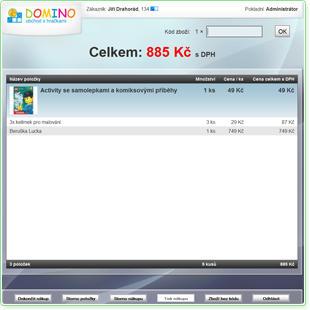 DOMINO
obchod s hračkami
Zákazník: Jiří Drahorád, 134
Pokladní: Administrátor
Kód zboží: 1 × OK
Celkem: 885 Kč s DPH
Název položky Množství Cena / ks Cena celkem s DPH
Activity se samolepkami a komiksovými příběhy 1 ks 49 Kč 49 Kč
3x kelímek pro malování 3 ks 29 Kč 87 Kč
Beruška Lucka 1 ks 749 Kč 749 Kč
3 položek 5 kusů 885 Kč
Dokončit nákup Storno položky Storno nákupu Tisk nákupu Zboží bez kódu Odhlásit